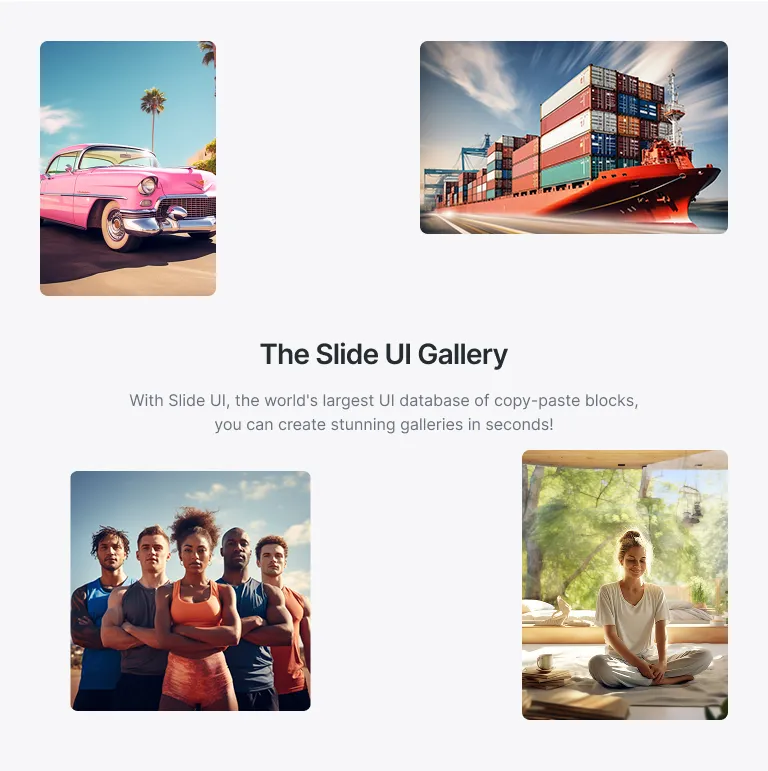 The Slide UI Gallery
With Slide UI, the world's largest UI database of copy-paste blocks,
you can create stunning galleries in seconds!